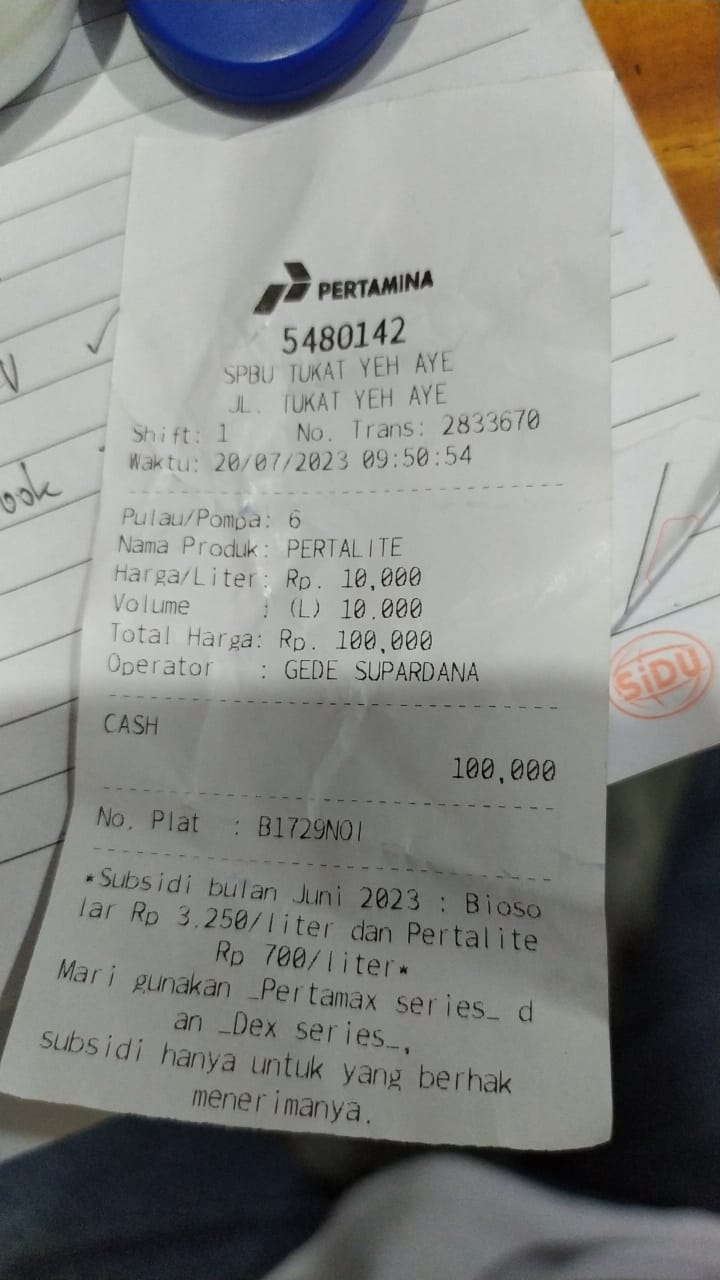 PERTAMINA
5480142
SPBU TUKAT YEH AYE
JL. TUKAT YEH AYE
Shift: 1 No. Trans: 2833670
Waktu: 20/07/2023 09:50:54
Pulau/Pompa: 6
Nama Produk: PERTALITE
Harga/Liter: Rp. 10,000
Volume : (L) 10.000
Total Harga: Rp. 100,000
Operator : GEDE SUPARDANA
CASH
100,000
No. Plat : B1729NOI
*Subsidi bulan Juni 2023 : Bioso
lar Rp 3.250/liter dan Pertalite
Rp 700/liter*
Mari gunakan _Pertamax series_ d
an _Dex series_,
subsidi hanya untuk yang berhak
menerimanya.
ook
SiDU